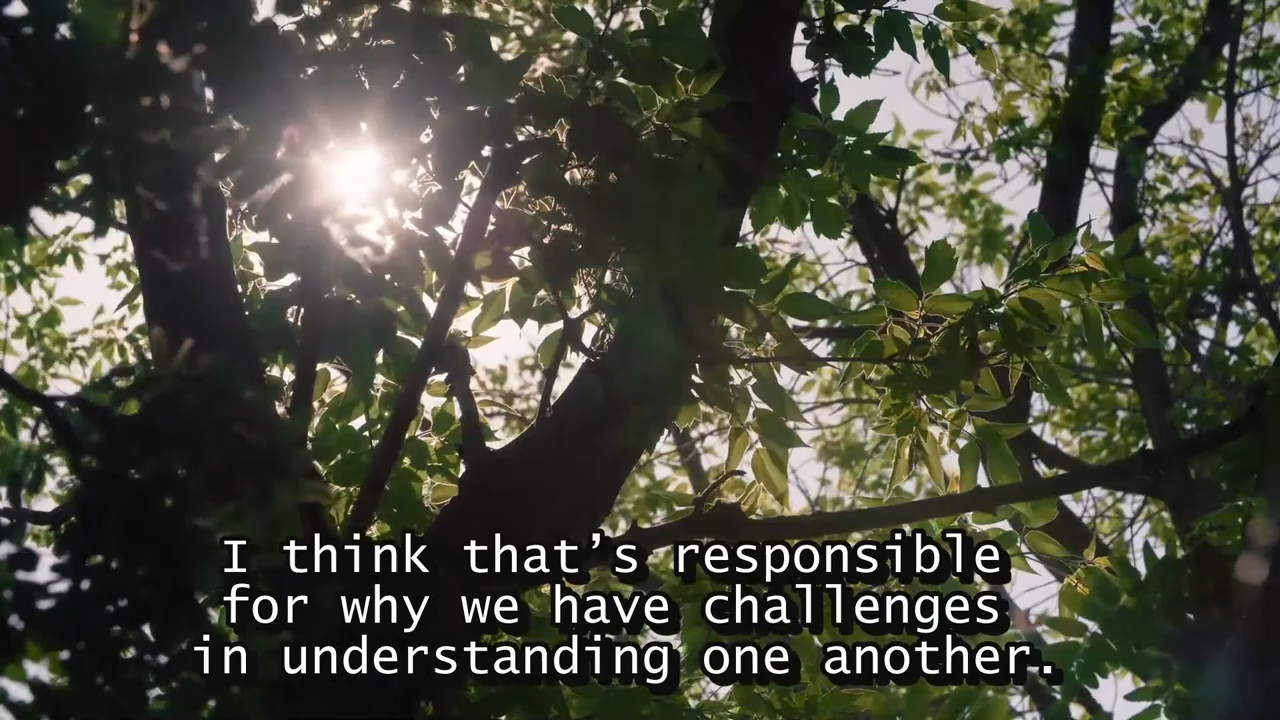 I think that’s responsible
for why we have challenges
in understanding one another.